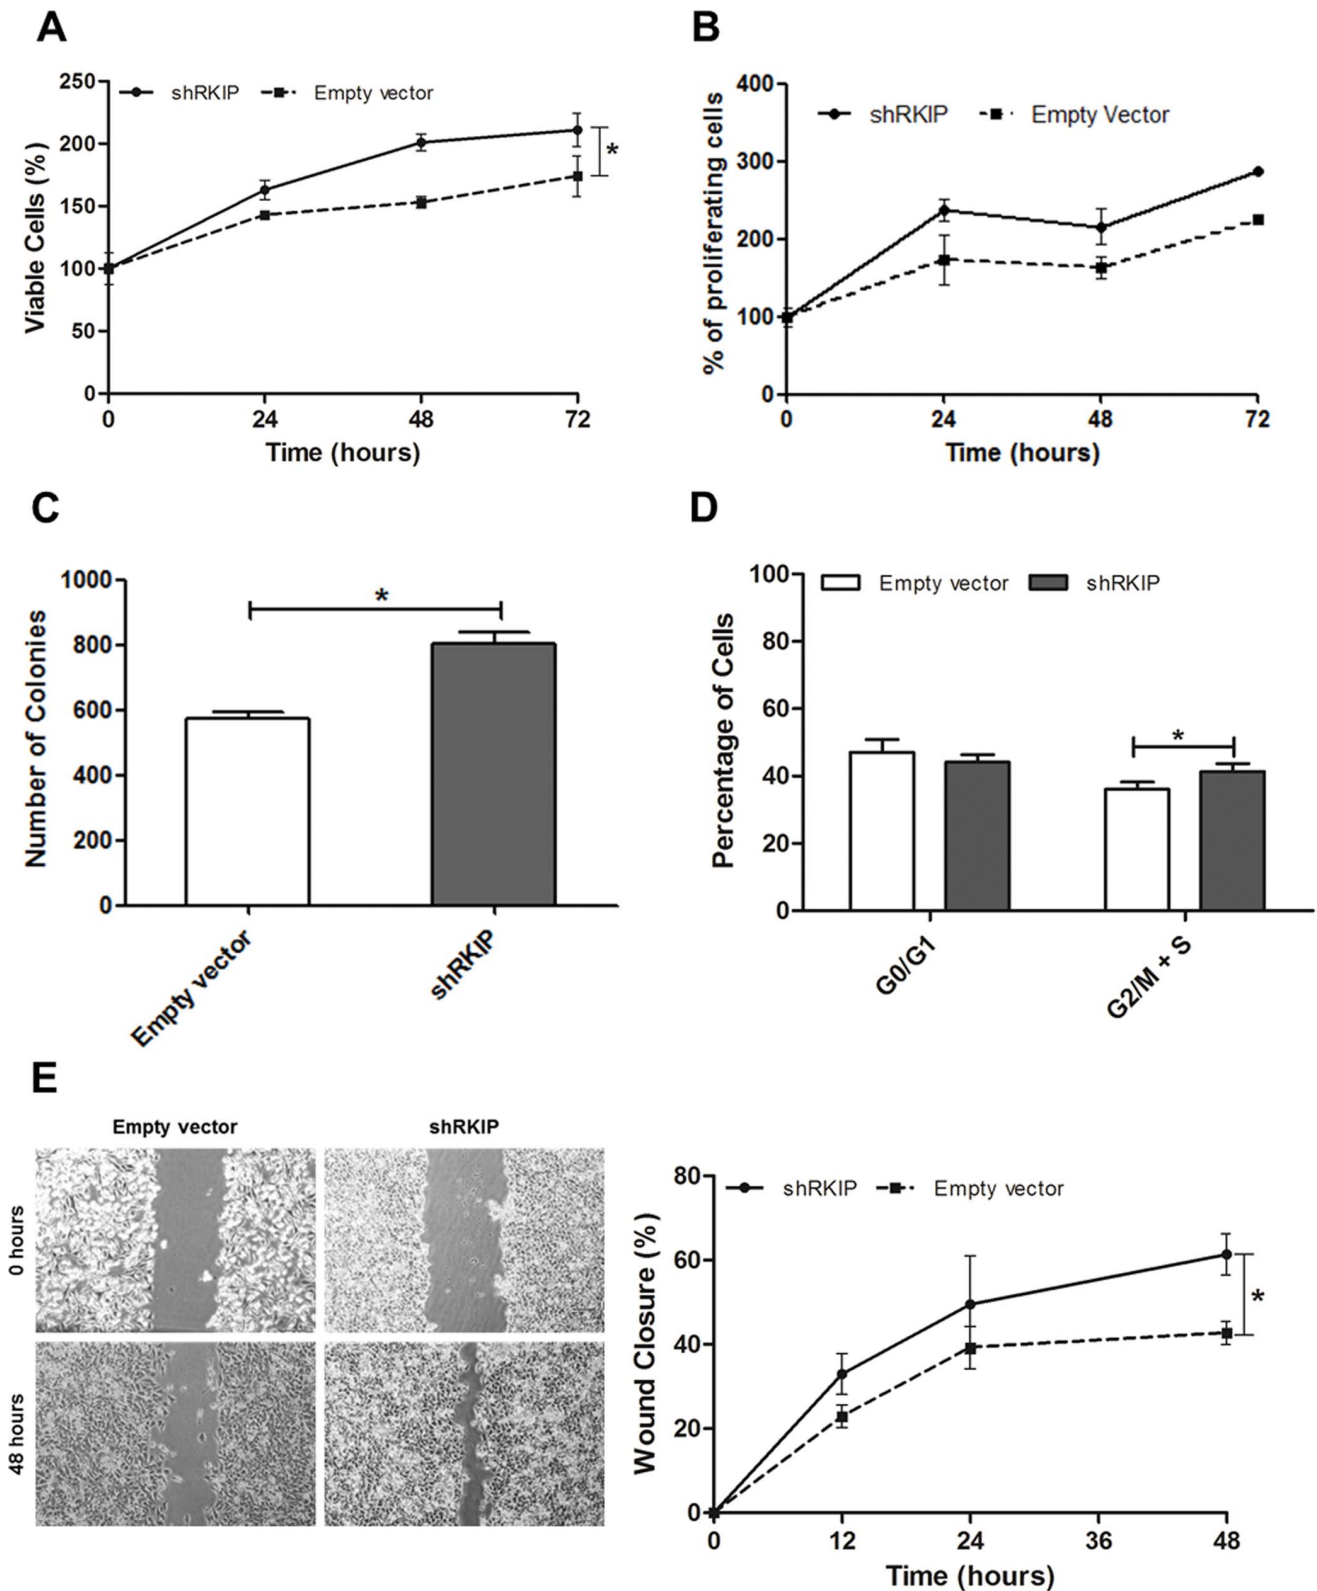 A
250
200
150
100
50
0
Viable Cells (%)
shRKIP
Empty vector
*
0 24 48 72
Time (hours)
B
400
300
200
100
0
% of proliferating cells
shRKIP
Empty Vector
0 24 48 72
Time (hours)
C
1000
800
600
400
200
0
Number of Colonies
*
Empty vector
shRKIP
D
100
80
60
40
20
0
Percentage of Cells
Empty vector
shRKIP
*
G0/G1
G2/M + S
E
Empty vector
shRKIP
0 hours
48 hours
80
60
40
20
0
Wound Closure (%)
shRKIP
Empty vector
*
0 12 24 36 48
Time (hours)